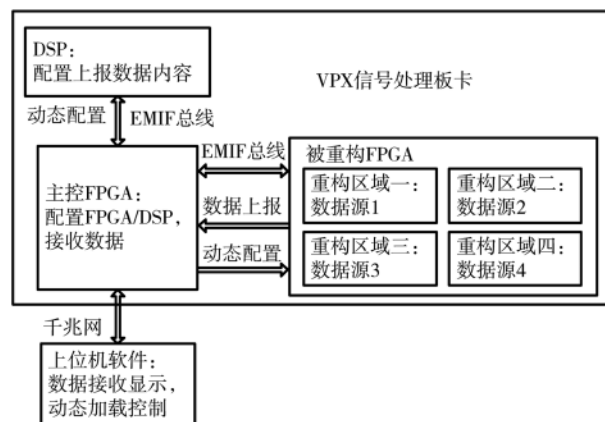 DSP：
配置上报数据内容
VPX信号处理板卡
动态配置
EMIF总线
主控FPGA：
配置FPGA/DSP，
接收数据
EMIF总线
数据上报
动态配置
被重构FPGA
重构区域一：
数据源1
重构区域二：
数据源2
重构区域三：
数据源3
重构区域四：
数据源4
千兆网
上位机软件：
数据接收显示，
动态加载控制